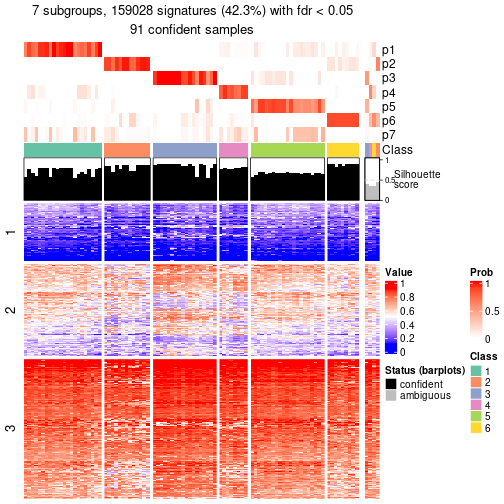 7 subgroups, 159028 signatures (42.3%) with fdr < 0.05
91 confident samples
p1
p2
p3
p4
p5
p6
p7
Class
1
0.5
0
Silhouette
score
1
2
3
Value
1
0.8
0.6
0.4
0.2
0
Status (barplots)
confident
ambiguous
Prob
1
0.5
0
Class
1
2
3
4
5
6